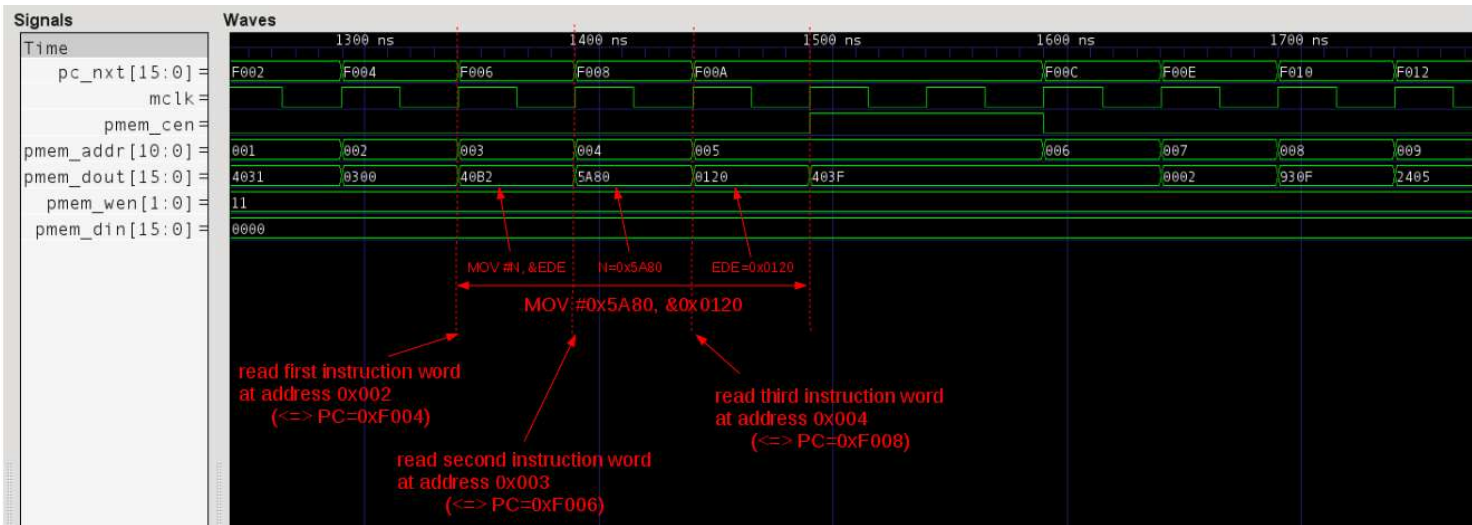 Signals Waves
Time 1300 ns 1400 ns 1500 ns 1600 ns 1700 ns
pc_nxt[15:0] = F002 F004 F006 F008 F00A F00C F00E F010 F012
mclk =
pmem_cen =
pmem_addr[10:0] = 001 002 003 004 005 006 007 008 009
pmem_dout[15:0] = 4031 0300 40B2 5A80 0120 403F 0002 930F 2405
pmem_wen[1:0] = 11
pmem_din[15:0] = 0000
MOV #N, &EDE N=0x5A80 EDE=0x0120
MOV #0x5A80, &0x0120
read first instruction word
at address 0x002
(<=> PC=0xF004)
read second instruction word
at address 0x003
(<=> PC=0xF006)
read third instruction word
at address 0x004
(<=> PC=0xF008)